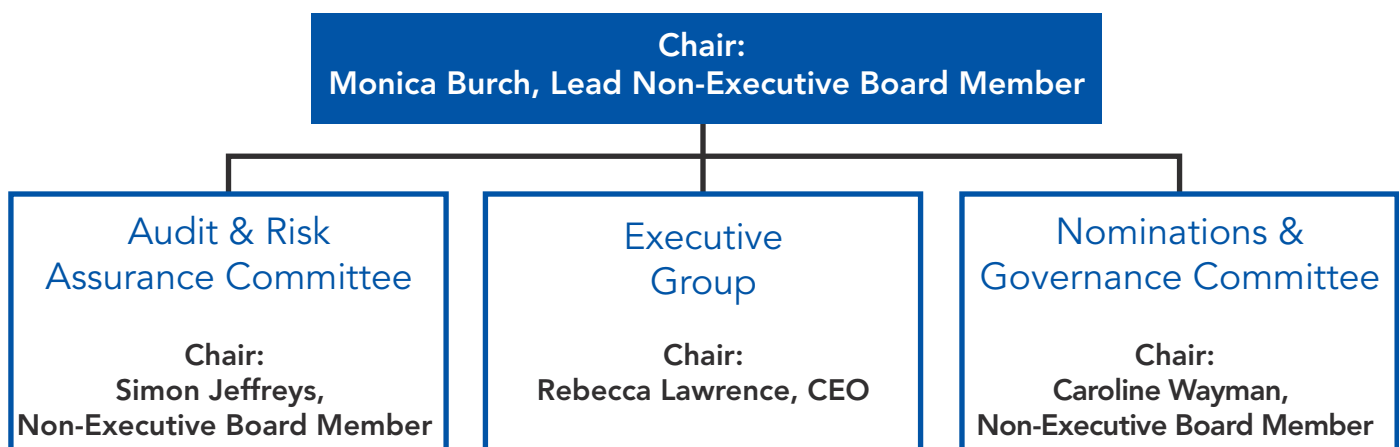 Chair:
Monica Burch, Lead Non-Executive Board Member
Audit & Risk
Assurance Committee
Chair:
Simon Jeffreys,
Non-Executive Board Member
Executive
Group
Chair:
Rebecca Lawrence, CEO
Nominations &
Governance Committee
Chair:
Caroline Wayman,
Non-Executive Board Member